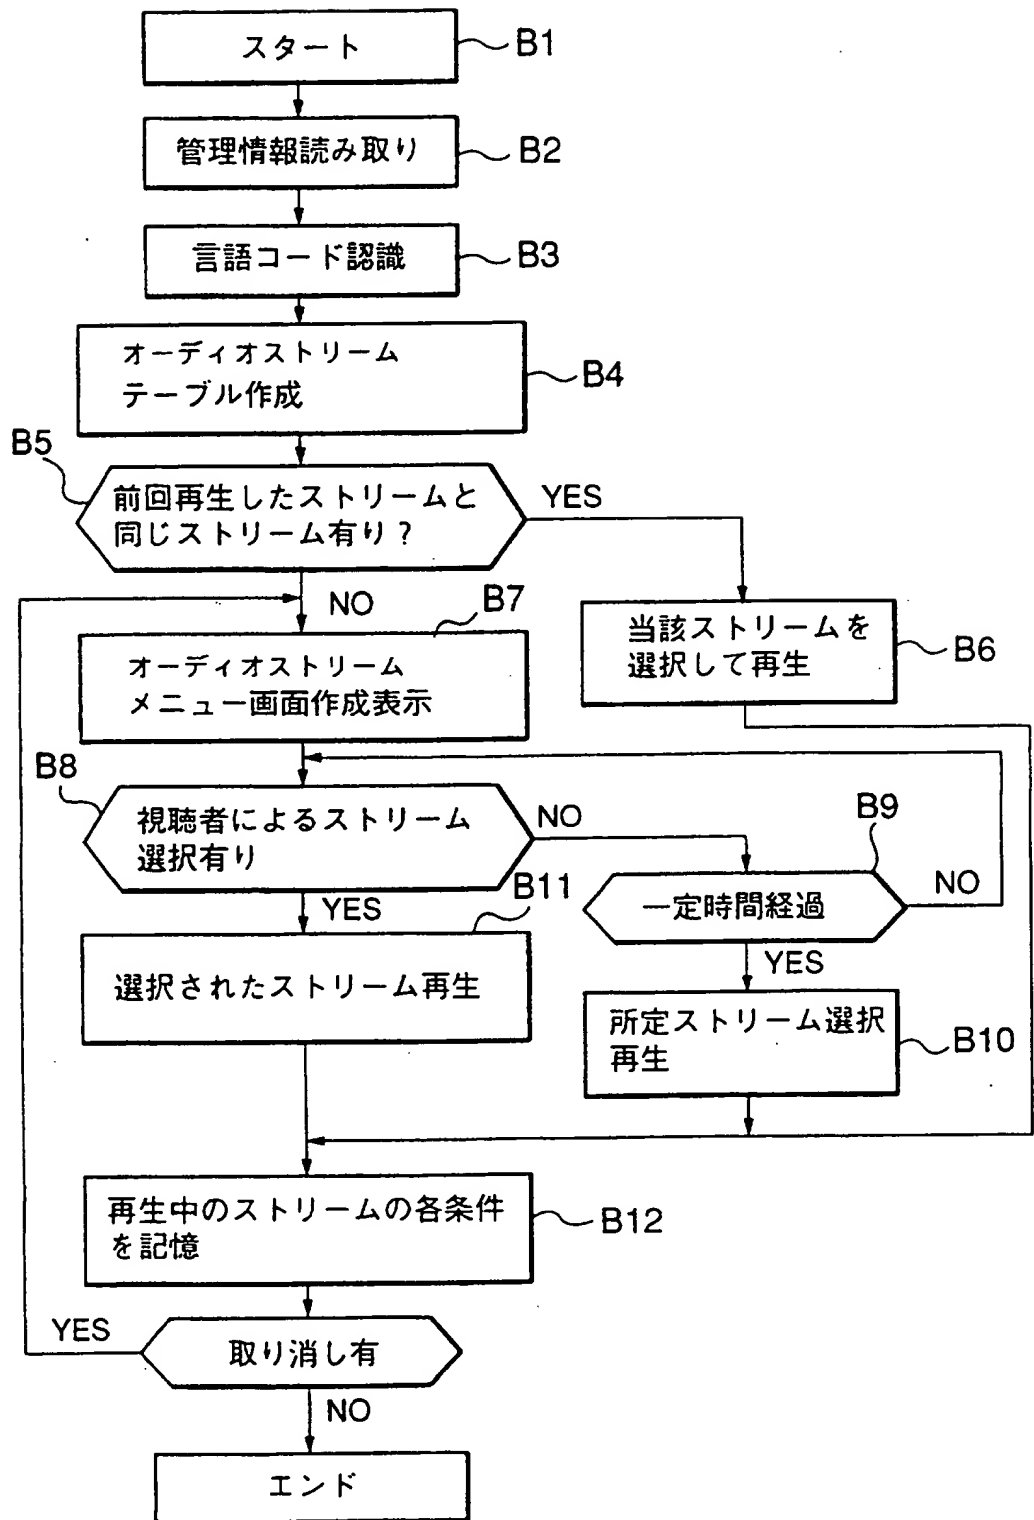 スタート
B1
管理情報読み取り
B2
言語コード認識
B3
オーディオストリーム
テーブル作成
B4
B5
前回再生したストリームと
同じストリーム有り？
YES
NO
当該ストリームを
選択して再生
B6
B7
オーディオストリーム
メニュー画面作成表示
B8
視聴者によるストリーム
選択有り
NO
YES
B9
一定時間経過
NO
YES
所定ストリーム選択
再生
B10
B11
選択されたストリーム再生
再生中のストリームの各条件
を記憶
B12
取り消し有
YES
NO
エンド